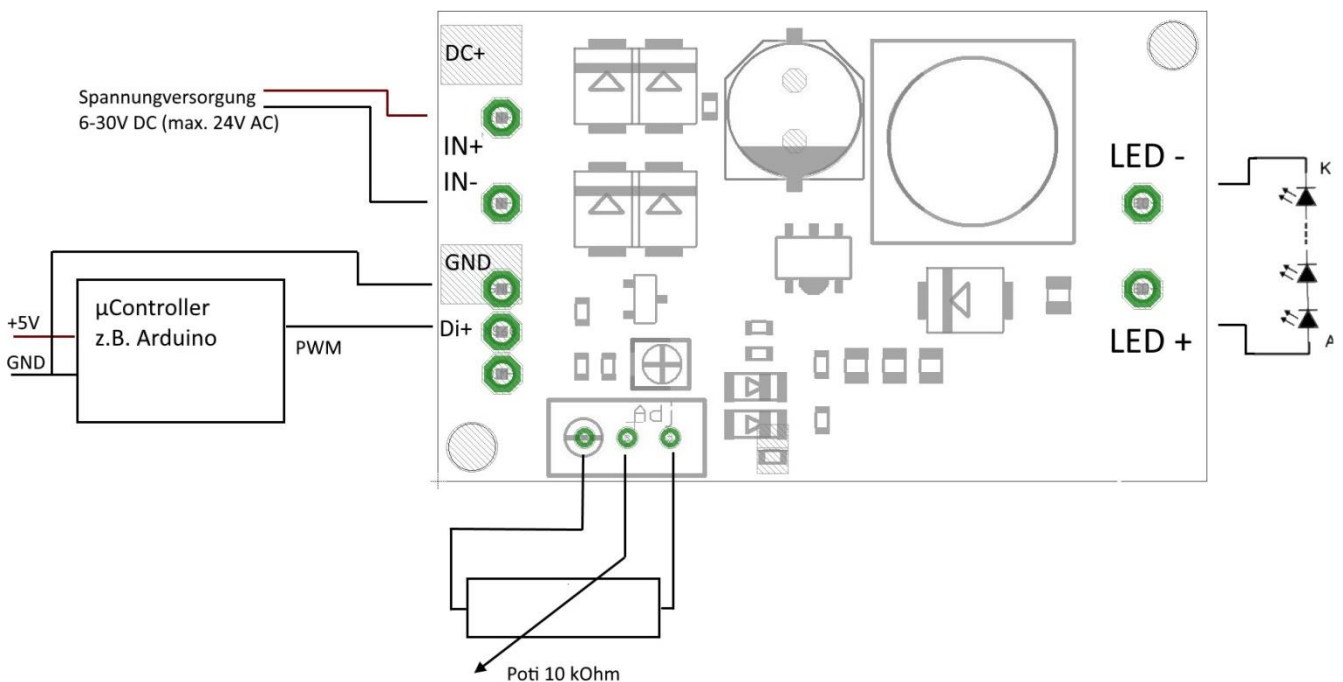 DC+
Spannungversorgung
6-30V DC (max. 24V AC)
IN+
IN-
LED -
K
GND
µController
z.B. Arduino
+5V
GND
PWM
Di+
LED +
A
Adj
Poti 10 kOhm